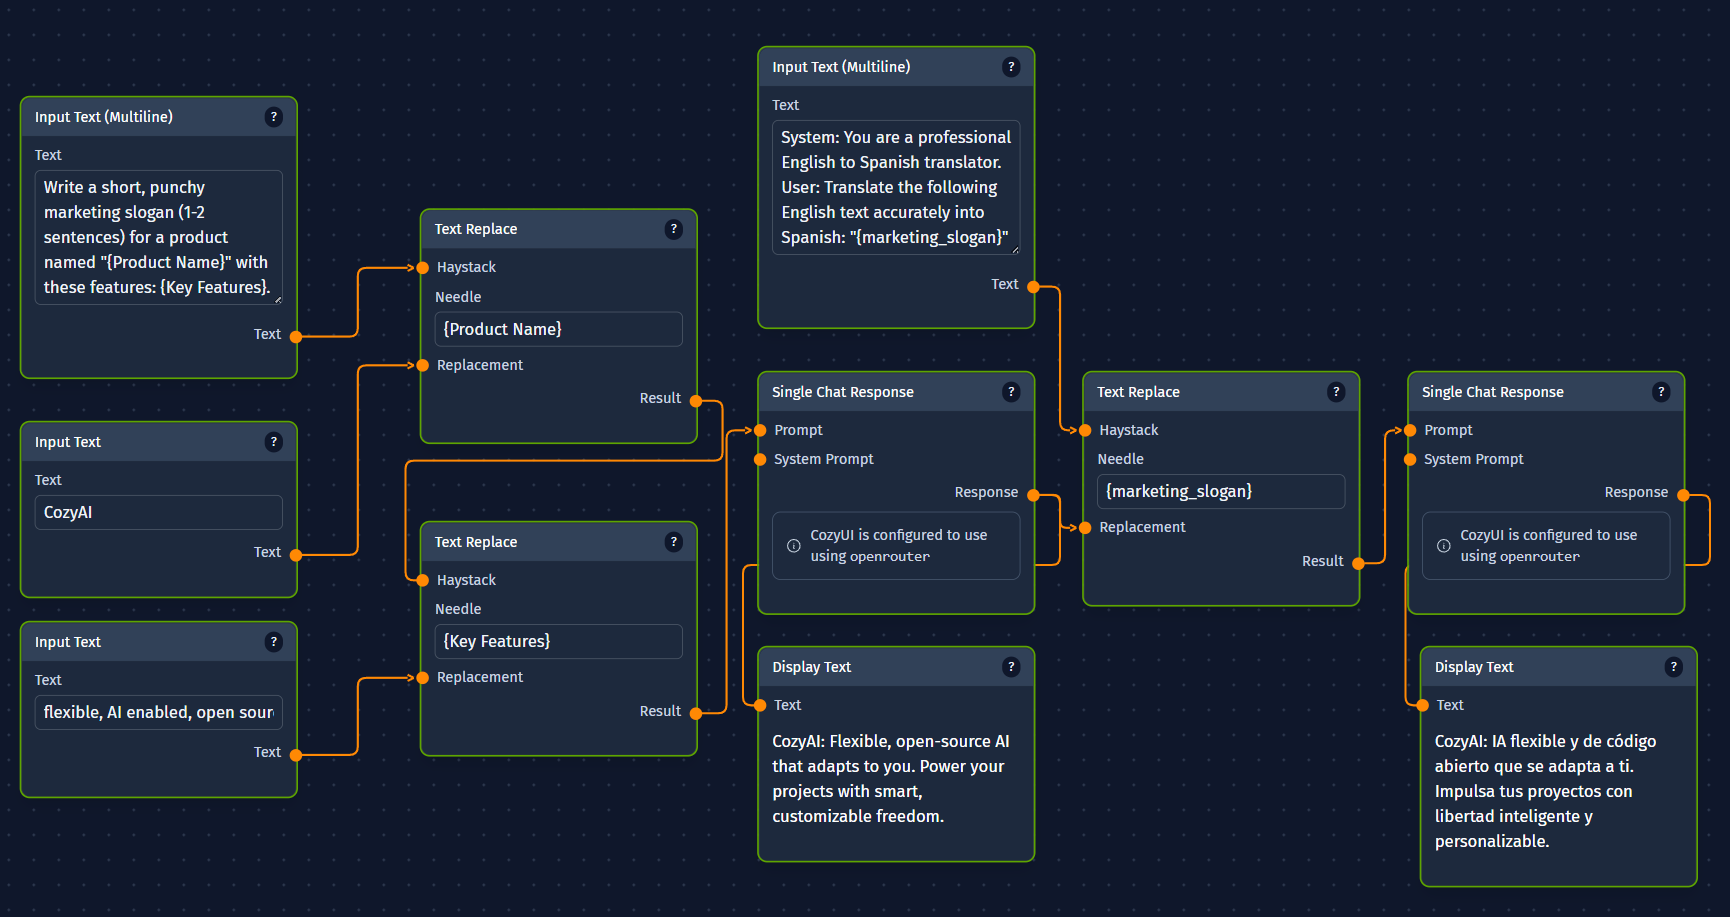 Input Text (Multiline)
?
Text
Write a short, punchy
marketing slogan (1-2
sentences) for a product
named "{Product Name}" with
these features: {Key Features}.
Text
Input Text
?
Text
CozyAI
Text
Input Text
?
Text
flexible, AI enabled, open sour
Text
Text Replace
?
Haystack
Needle
{Product Name}
Replacement
Result
Text Replace
?
Haystack
Needle
{Key Features}
Replacement
Result
Input Text (Multiline)
?
Text
System: You are a professional
English to Spanish translator.
User: Translate the following
English text accurately into
Spanish: "{marketing_slogan}"
Text
Single Chat Response
?
Prompt
System Prompt
Response
CozyUI is configured to use
using openrouter
Display Text
?
Text
CozyAI: Flexible, open-source AI
that adapts to you. Power your
projects with smart,
customizable freedom.
Text Replace
?
Haystack
Needle
{marketing_slogan}
Replacement
Result
Single Chat Response
?
Prompt
System Prompt
Response
CozyUI is configured to use
using openrouter
Display Text
?
Text
CozyAI: IA flexible y de código
abierto que se adapta a ti.
Impulsa tus proyectos con
libertad inteligente y
personalizable.